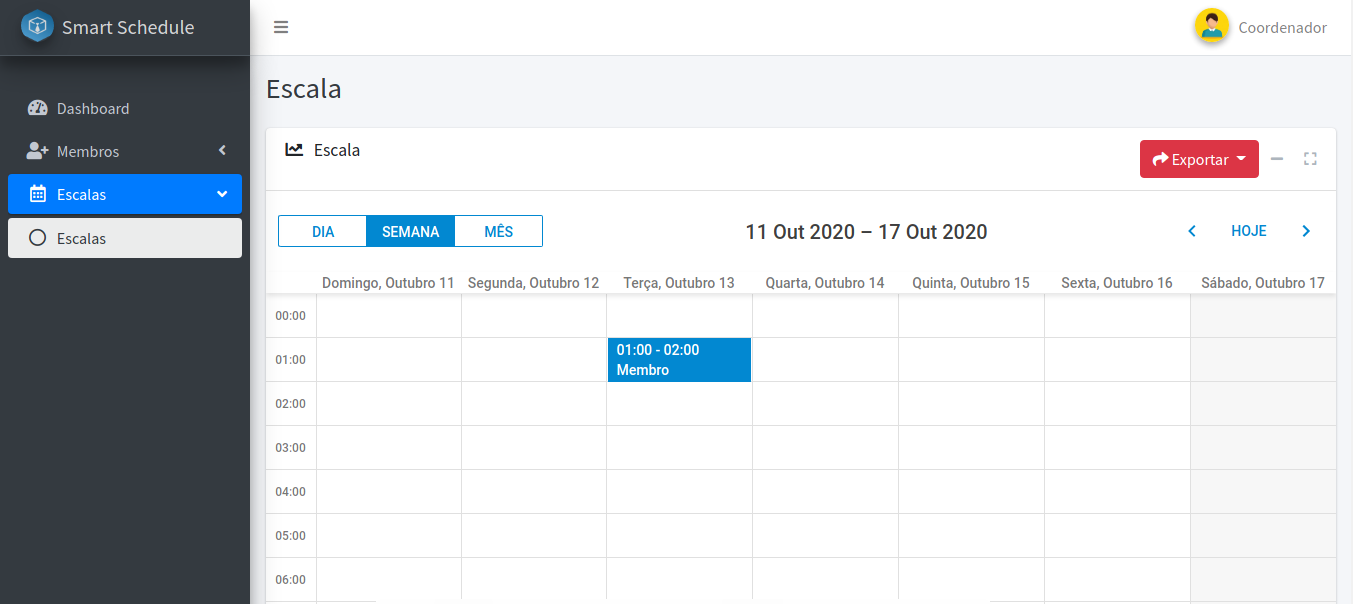 Smart Schedule
Coordenador
Dashboard
Membros
Escalas
Escalas
Escala
Escala
Exportar
DIA SEMANA MÊS
11 Out 2020 – 17 Out 2020
HOJE
Domingo, Outubro 11 Segunda, Outubro 12 Terça, Outubro 13 Quarta, Outubro 14 Quinta, Outubro 15 Sexta, Outubro 16 Sábado, Outubro 17
00:00
01:00
01:00 - 02:00
Membro
02:00
03:00
04:00
05:00
06:00